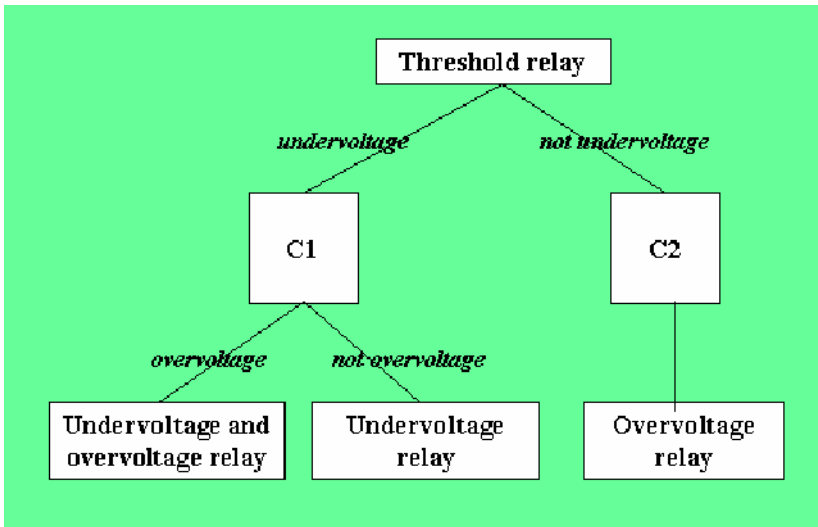 Threshold relay
undervoltage
not undervoltage
C1
C2
overvoltage
not overvoltage
Undervoltage and
overvoltage relay
Undervoltage
relay
Overvoltage
relay